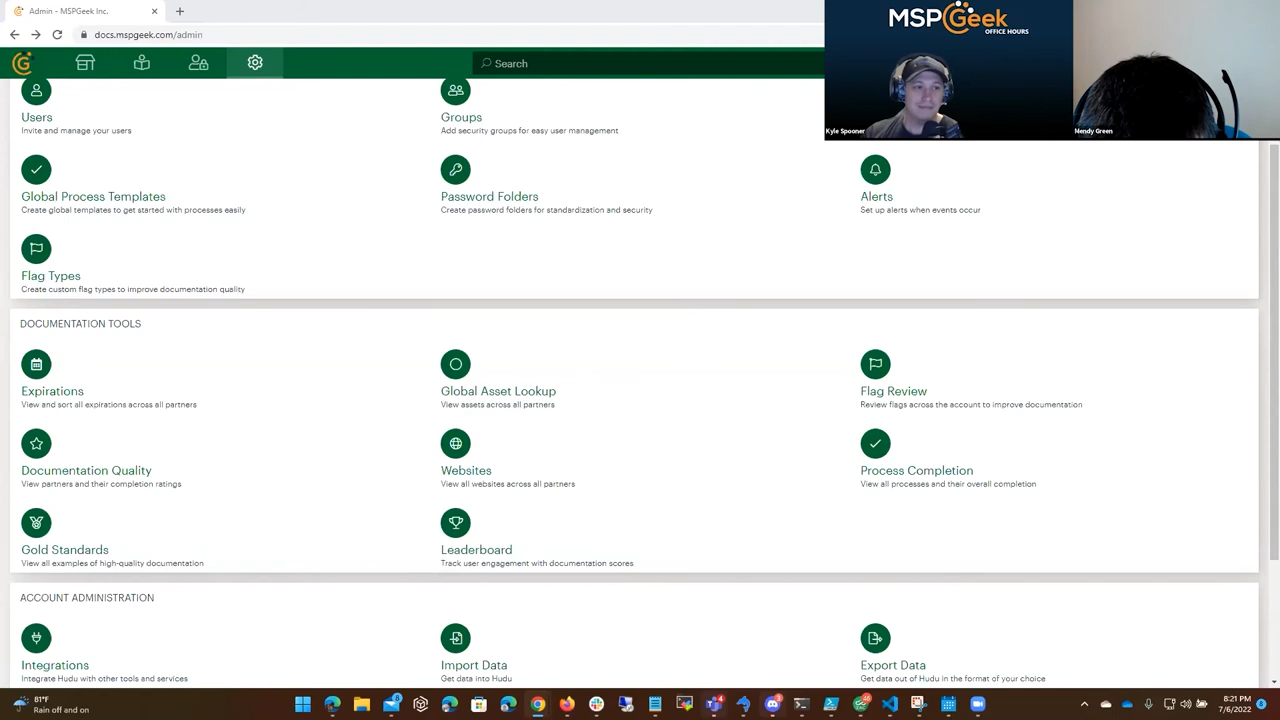 Admin - MSPGeek Inc.
docs.mspgeek.com/admin
MSPGeek
OFFICE HOURS
Search
Kyle Spooner
Mendy Green
Users
Invite and manage your users
Groups
Add security groups for easy user management
Global Process Templates
Create global templates to get started with processes easily
Password Folders
Create password folders for standardization and security
Alerts
Set up alerts when events occur
Flag Types
Create custom flag types to improve documentation quality
DOCUMENTATION TOOLS
Expirations
View and sort all expirations across all partners
Global Asset Lookup
View assets across all partners
Flag Review
Review flags across the account to improve documentation
Documentation Quality
View partners and their completion ratings
Websites
View all websites across all partners
Process Completion
View all processes and their overall completion
Gold Standards
View all examples of high-quality documentation
Leaderboard
Track user engagement with documentation scores
ACCOUNT ADMINISTRATION
Integrations
Integrate Hudu with other tools and services
Import Data
Get data into Hudu
Export Data
Get data out of Hudu in the format of your choice
81°F
Rain off and on
8:21 PM
7/6/2022